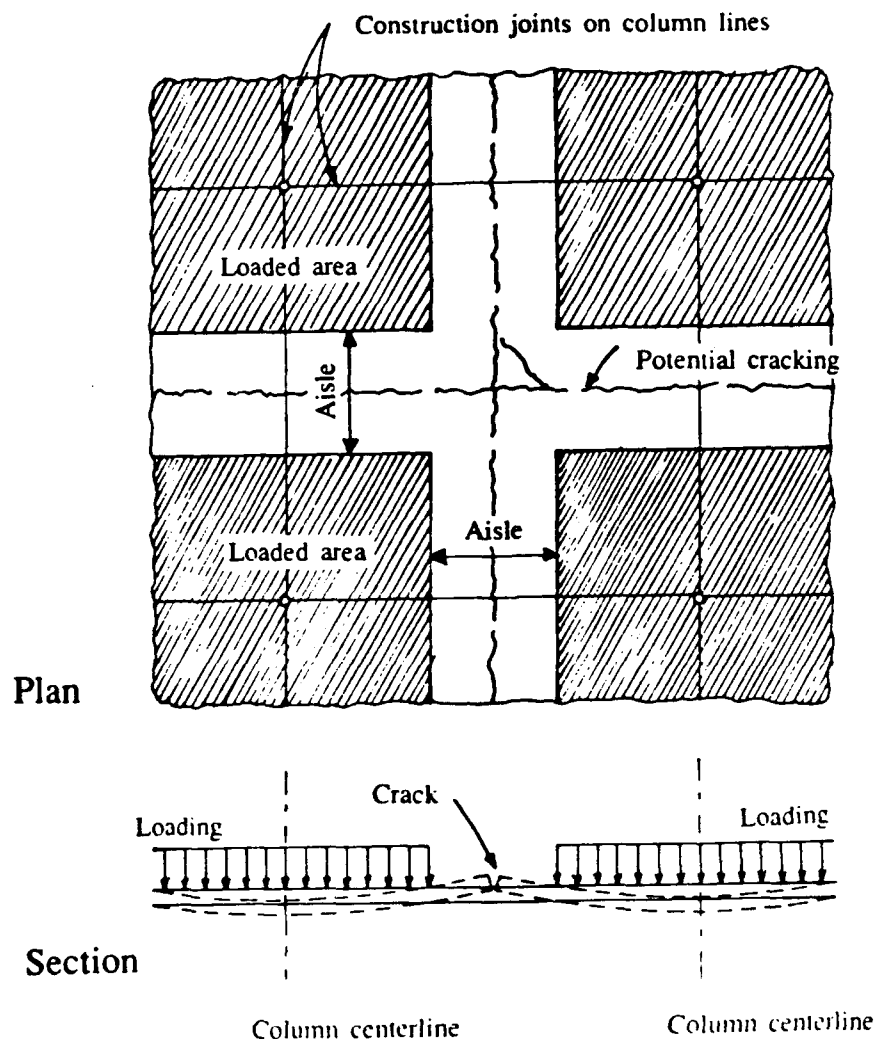 Construction joints on column lines
Loaded area
Potential cracking
Aisle
Aisle
Loaded area
Plan
Crack
Loading
Loading
Section
Column centerline
Column centerline